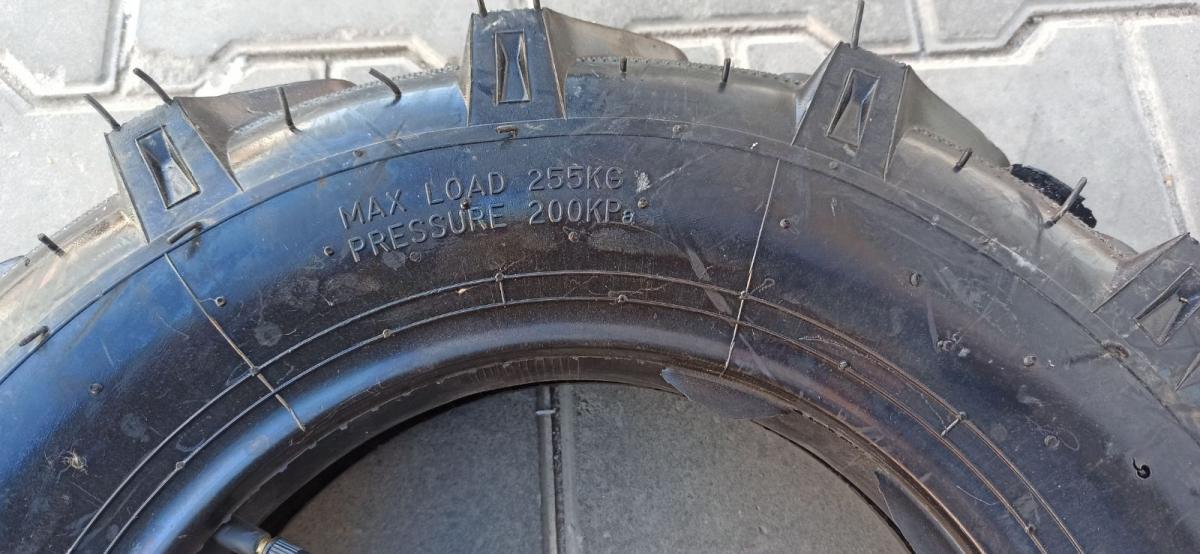 MAX LOAD 255KG
PRESSURE 200KPa